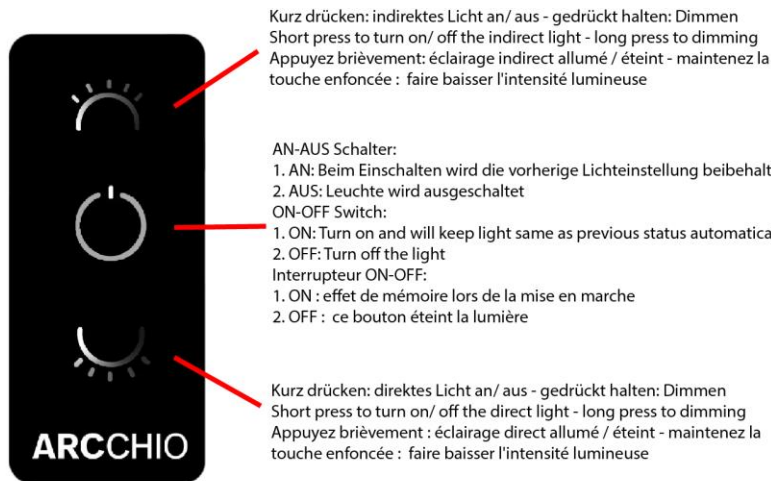 Kurz drücken: indirektes Licht an/ aus - gedrückt halten: Dimmen
Short press to turn on/ off the indirect light - long press to dimming
Appuyez brièvement: éclairage indirect allumé / éteint - maintenez la
touche enfoncée : faire baisser l'intensité lumineuse
AN-AUS Schalter:
1. AN: Beim Einschalten wird die vorherige Lichteinstellung beibehalt
2. AUS: Leuchte wird ausgeschaltet
ON-OFF Switch:
1. ON: Turn on and will keep light same as previous status automatica
2. OFF: Turn off the light
Interrupteur ON-OFF:
1. ON : effet de mémoire lors de la mise en marche
2. OFF : ce bouton éteint la lumière
Kurz drücken: direktes Licht an/ aus - gedrückt halten: Dimmen
Short press to turn on/ off the direct light - long press to dimming
Appuyez brièvement : éclairage direct allumé / éteint - maintenez la
touche enfoncée : faire baisser l'intensité lumineuse
ARCCHIO